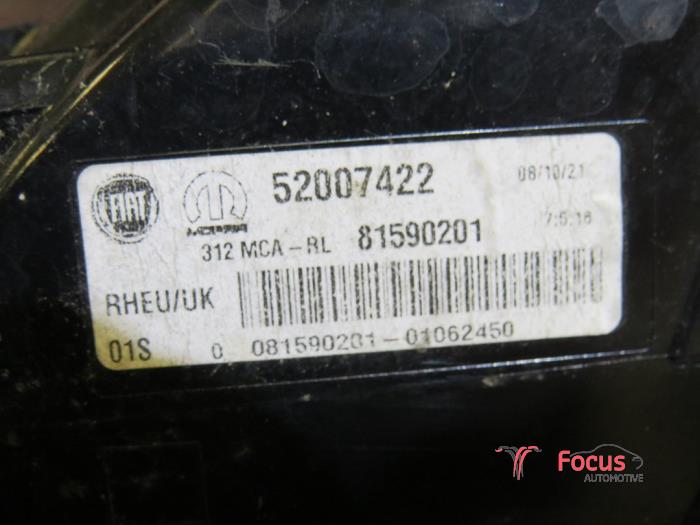 FIAT
MOPAR
52007422
08/10/21
312 MCA-RL 81590201
7:5:16
RHEU/UK
01S
0 081590201-01062450
Focus
AUTOMOTIVE